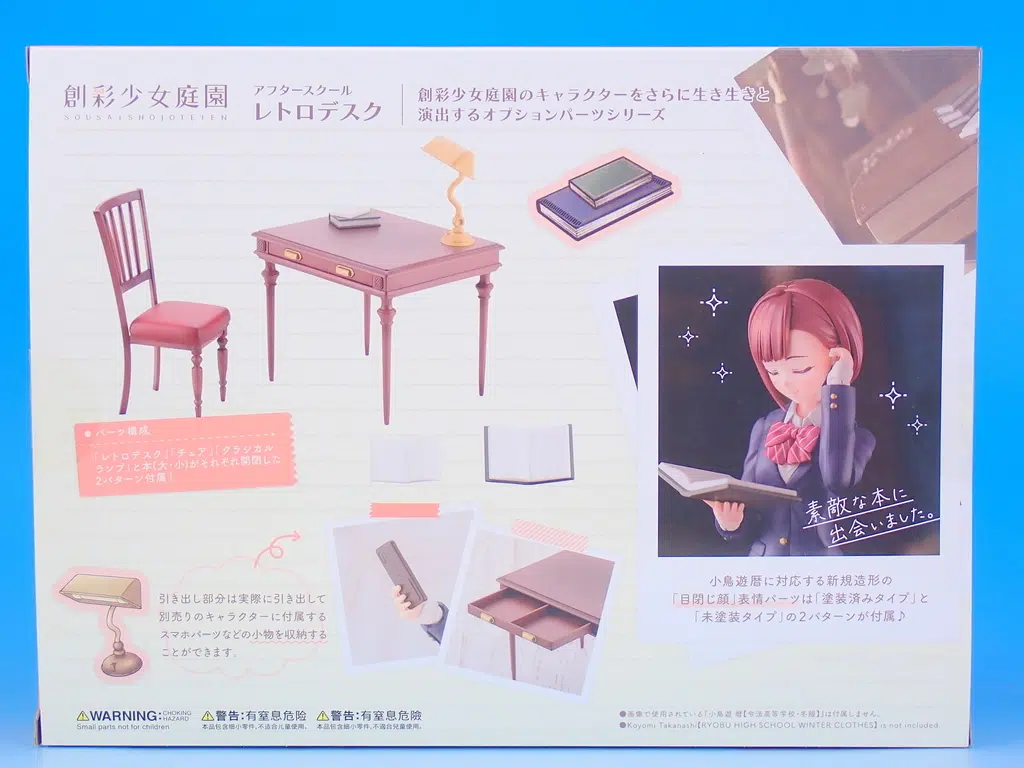 創彩少女庭園
SOUSAI SHOJOTEIEN
アフタースクール
レトロデスク
創彩少女庭園のキャラクターをさらに生き生きと
演出するオプションパーツシリーズ
●パーツ構成
「レトロデスク」「チェア」「クラシカル
ランプ」と本(大・小)がそれぞれ開閉した
2パターン付属!
素敵な本に
出会いました。
小鳥遊暦に対応する新規造形の
「目閉じ顔」表情パーツは「塗装済みタイプ」と
「未塗装タイプ」の2パターンが付属♪
引き出し部分は実際に引き出して
別売りのキャラクターに付属する
スマホパーツなどの小物を収納する
ことができます。
⚠WARNING: CHOKING HAZARD
Small parts not for children
⚠警告:有窒息危险
本品包含细小零件,不适合儿童使用。
⚠警告:有窒息危險
本品包含細小零件,不適合兒童使用。
●画像で使用されている『小鳥遊 暦【令法高等学校・冬服】』は付属しません。
●Koyomi Takanashi【RYOBU HIGH SCHOOL WINTER CLOTHES】 is not included.